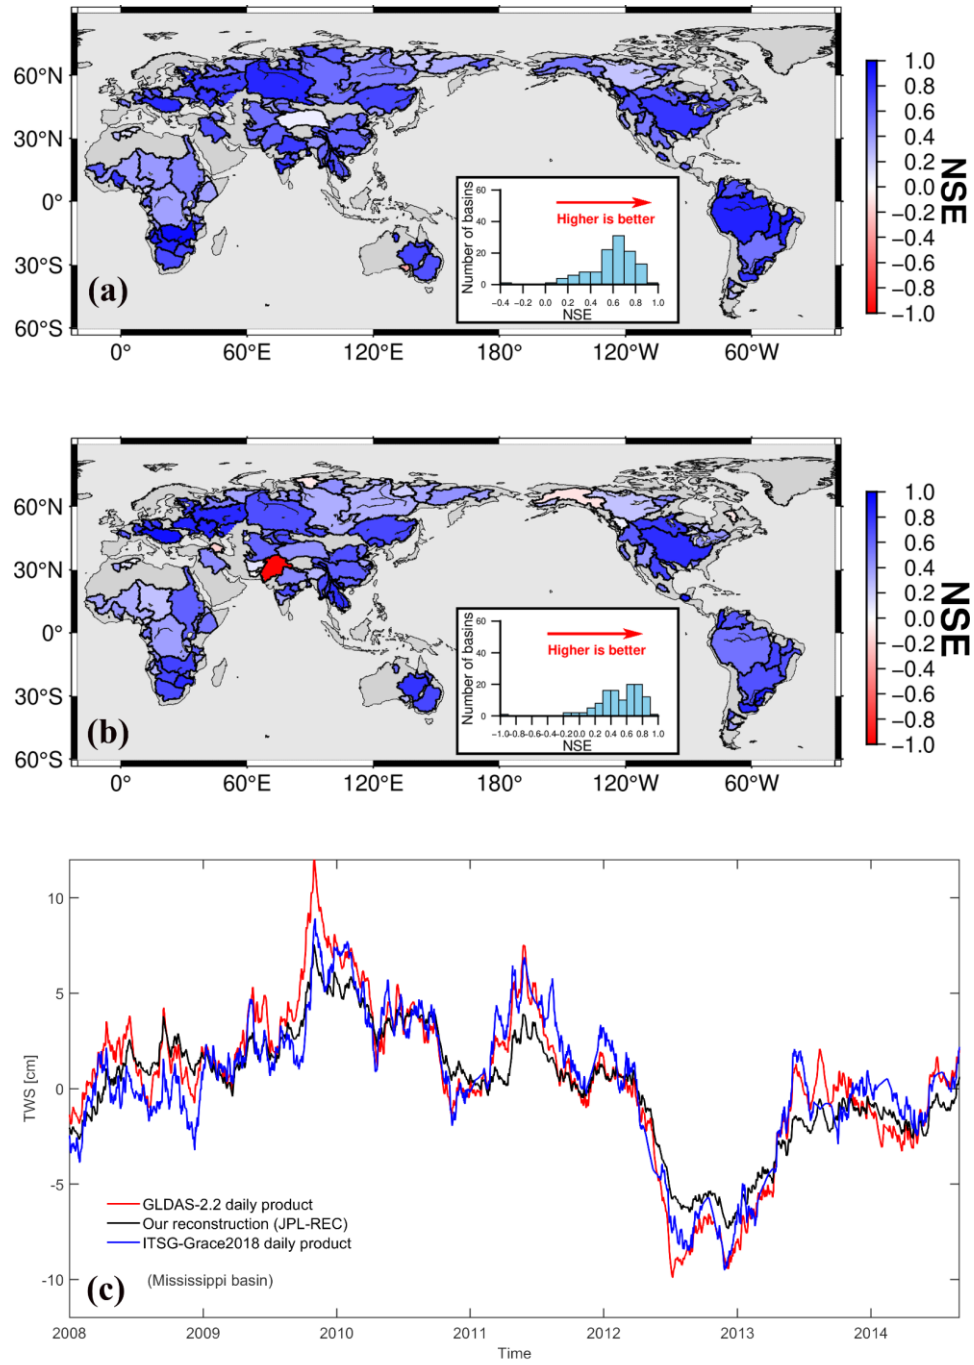 60°N
30°N
0°
30°S
60°S
(a)
0°
60°E
120°E
180°
120°W
60°W
Number of basins
60
40
20
0
Higher is better
-0.4
-0.2
0.0
0.2
0.4
0.6
0.8
1.0
NSE
1.0
0.8
0.6
0.4
0.2
0.0
−0.2
−0.4
−0.6
−0.8
−1.0
NSE
60°N
30°N
0°
30°S
60°S
(b)
0°
60°E
120°E
180°
120°W
60°W
Number of basins
60
40
20
0
Higher is better
-1.0
-0.8
-0.6
-0.4
-0.2
0.0
0.2
0.4
0.6
0.8
1.0
NSE
1.0
0.8
0.6
0.4
0.2
0.0
−0.2
−0.4
−0.6
−0.8
−1.0
NSE
TWS [cm]
10
5
0
-5
-10
GLDAS-2.2 daily product
Our reconstruction (JPL-REC)
ITSG-Grace2018 daily product
(c)
(Mississippi basin)
2008
2009
2010
2011
2012
2013
2014
Time